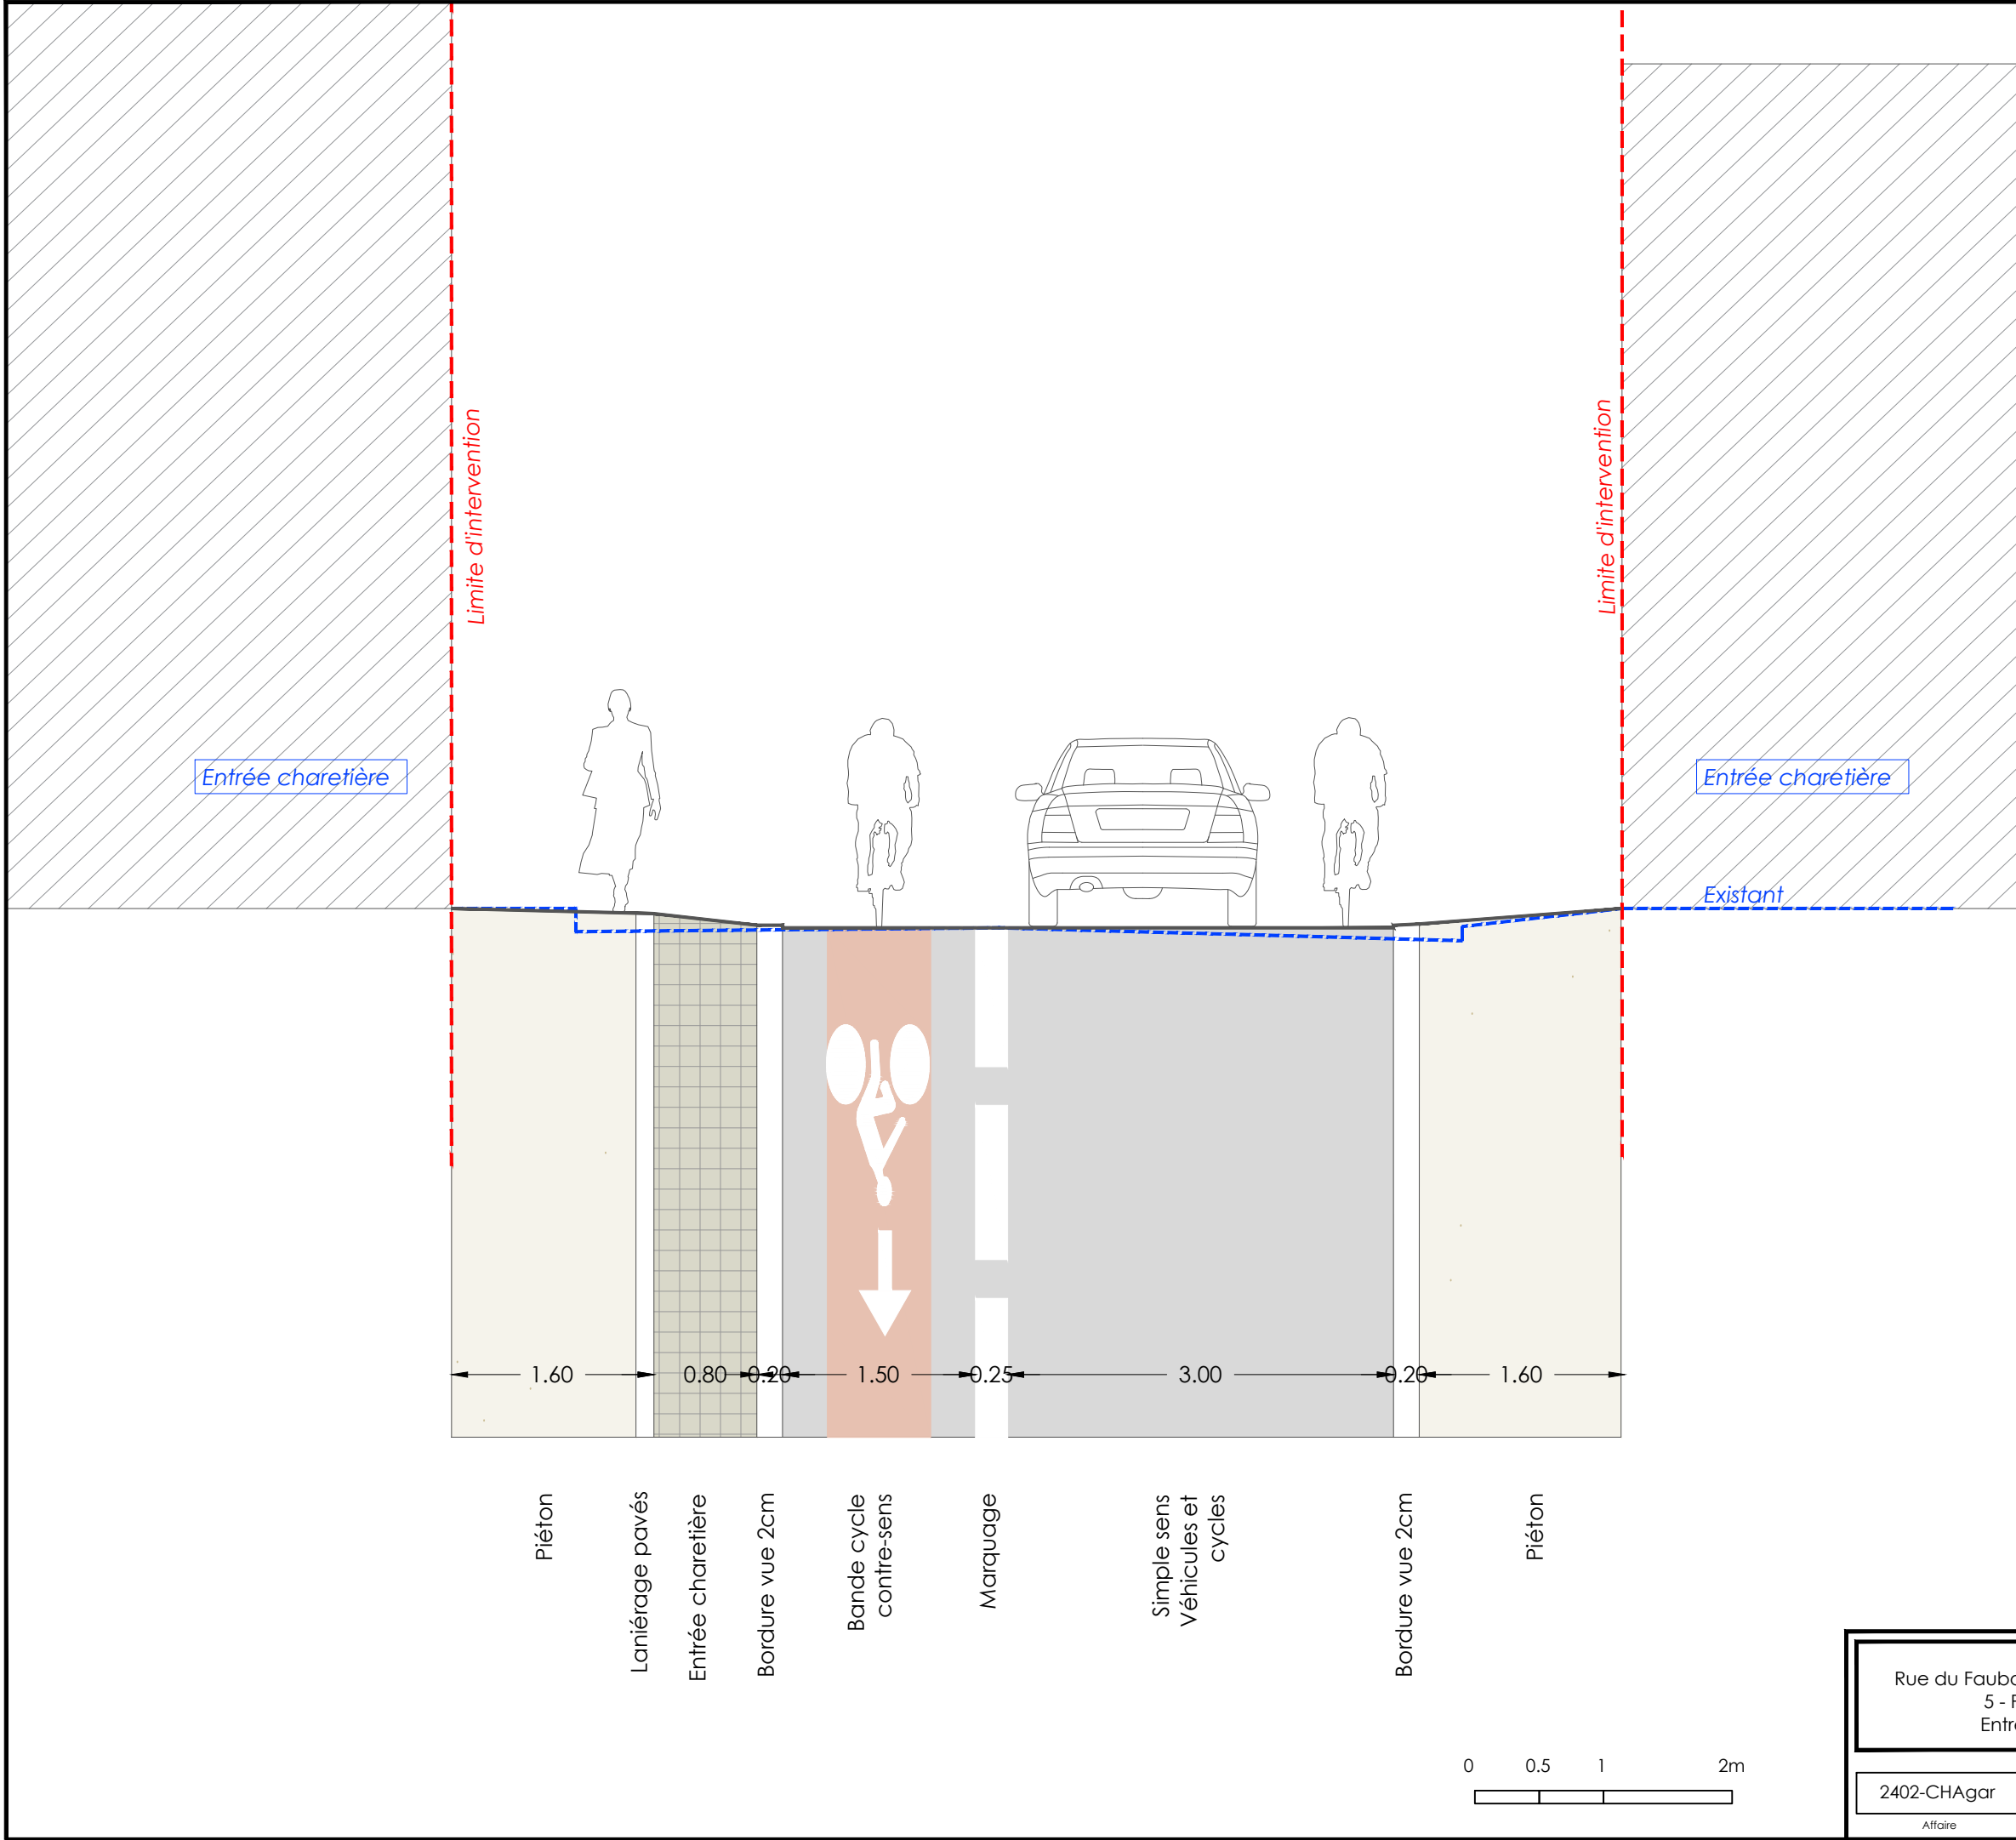 Limite d'intervention
Limite d'intervention
Entrée charetière
Entrée charetière
Existant
1.60
0.80
0.20
1.50
0.25
3.00
0.20
1.60
Piéton
Laniérage pavés
Entrée charetière
Bordure vue 2cm
Bande cycle
contre-sens
Marquage
Simple sens
Véhicules et
cycles
Bordure vue 2cm
Piéton
0 0.5 1 2m
Rue du Faubo
5 -
Entr
2402-CHAgar
Affaire